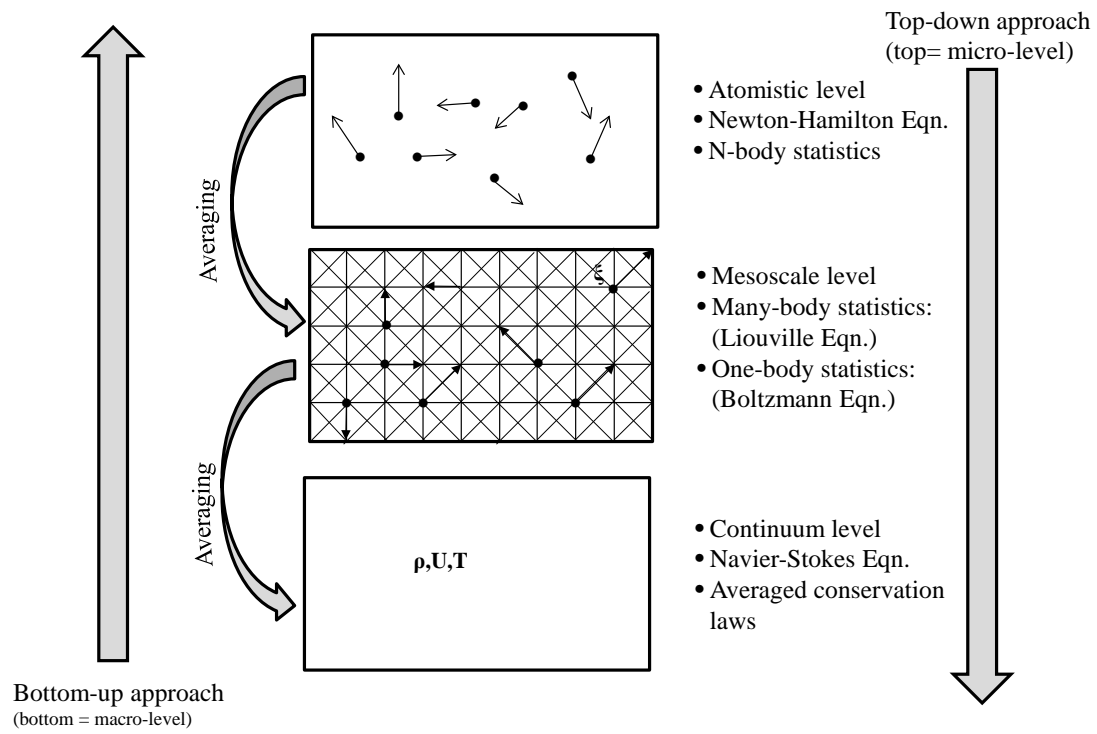 Top-down approach
(top= micro-level)
• Atomistic level
• Newton-Hamilton Eqn.
• N-body statistics
Averaging
ξ
• Mesoscale level
• Many-body statistics:
(Liouville Eqn.)
• One-body statistics:
(Boltzmann Eqn.)
Averaging
ρ,U,T
• Continuum level
• Navier-Stokes Eqn.
• Averaged conservation
laws
Bottom-up approach
(bottom = macro-level)